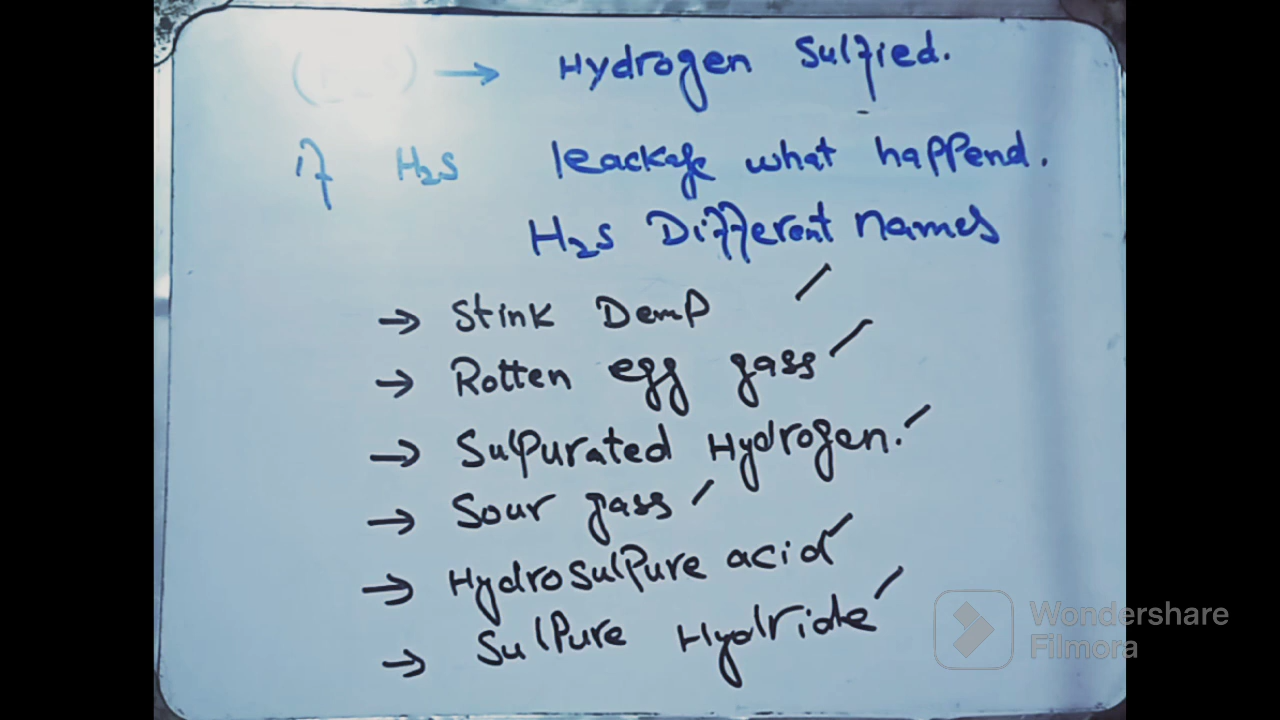 ( ) → Hydrogen Sulfied.
if H₂S leackage what happend.
H₂S Different Names
→ Stink Demp
→ Rotten egg gass
→ Sulpurated Hydrogen.
→ Sour gass
→ Hydrosulpure acid
→ Sulpure Hydride
Wondershare
Filmora